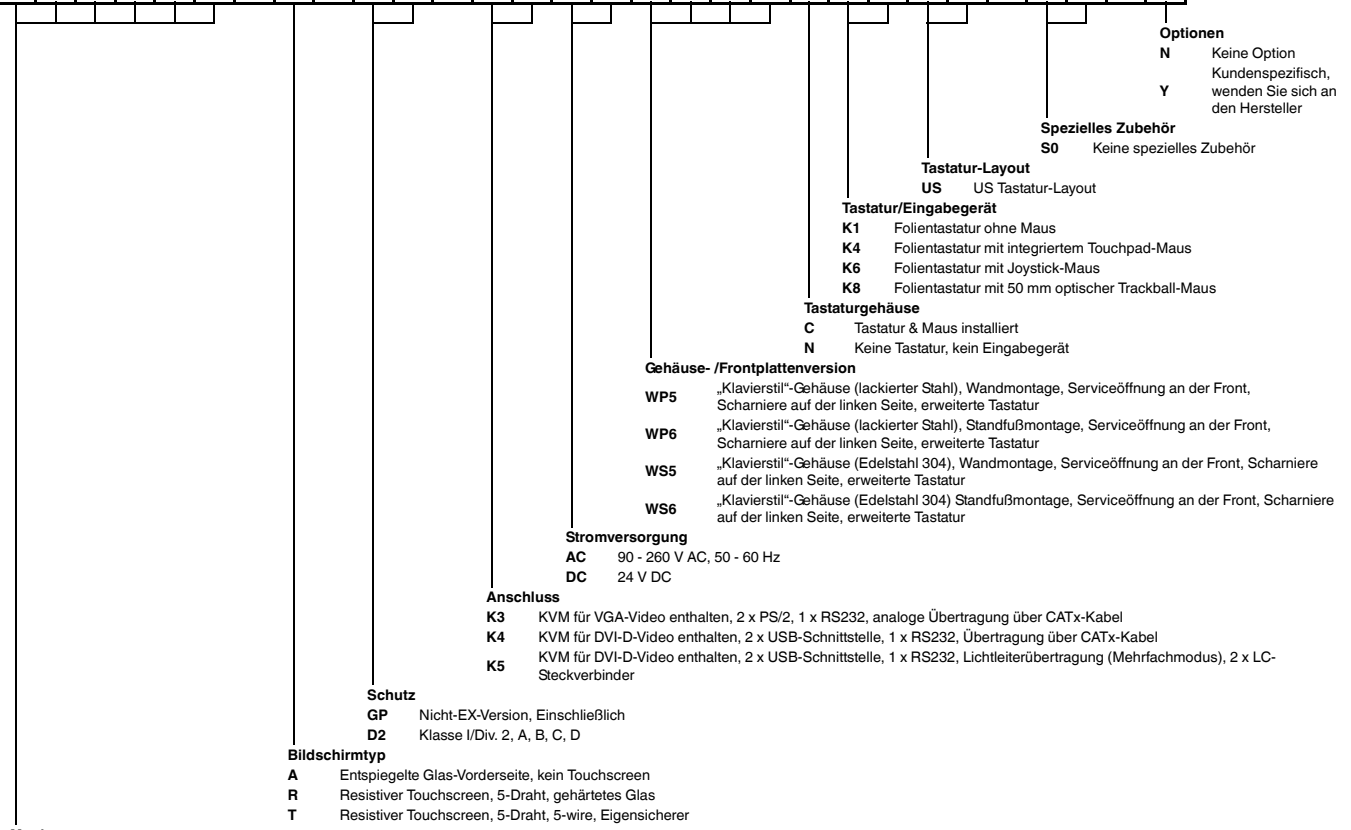 Optionen
N Keine Option
Kundenspezifisch,
Y wenden Sie sich an
den Hersteller
Spezielles Zubehör
S0 Keine spezielles Zubehör
Tastatur-Layout
US US Tastatur-Layout
Tastatur/Eingabegerät
K1 Folientastatur ohne Maus
K4 Folientastatur mit integriertem Touchpad-Maus
K6 Folientastatur mit Joystick-Maus
K8 Folientastatur mit 50 mm optischer Trackball-Maus
Tastaturgehäuse
C Tastatur & Maus installiert
N Keine Tastatur, kein Eingabegerät
Gehäuse- /Frontplattenversion
WP5 „Klavierstil“-Gehäuse (lackierter Stahl), Wandmontage, Serviceöffnung an der Front,
Scharniere auf der linken Seite, erweiterte Tastatur
WP6 „Klavierstil“-Gehäuse (lackierter Stahl), Standfußmontage, Serviceöffnung an der Front,
Scharniere auf der linken Seite, erweiterte Tastatur
WS5 „Klavierstil“-Gehäuse (Edelstahl 304), Wandmontage, Serviceöffnung an der Front, Scharniere
auf der linken Seite, erweiterte Tastatur
WS6 „Klavierstil“-Gehäuse (Edelstahl 304) Standfußmontage, Serviceöffnung an der Front, Scharniere
auf der linken Seite, erweiterte Tastatur
Stromversorgung
AC 90 - 260 V AC, 50 - 60 Hz
DC 24 V DC
Anschluss
K3 KVM für VGA-Video enthalten, 2 x PS/2, 1 x RS232, analoge Übertragung über CATx-Kabel
K4 KVM für DVI-D-Video enthalten, 2 x USB-Schnittstelle, 1 x RS232, Übertragung über CATx-Kabel
K5 KVM für DVI-D-Video enthalten, 2 x USB-Schnittstelle, 1 x RS232, Lichtleiterübertragung (Mehrfachmodus), 2 x LC-
Steckverbinder
Schutz
GP Nicht-EX-Version, Einschließlich
D2 Klasse I/Div. 2, A, B, C, D
Bildschirmtyp
A Entspiegelte Glas-Vorderseite, kein Touchscreen
R Resistiver Touchscreen, 5-Draht, gehärtetes Glas
T Resistiver Touchscreen, 5-Draht, 5-wire, Eigensicherer